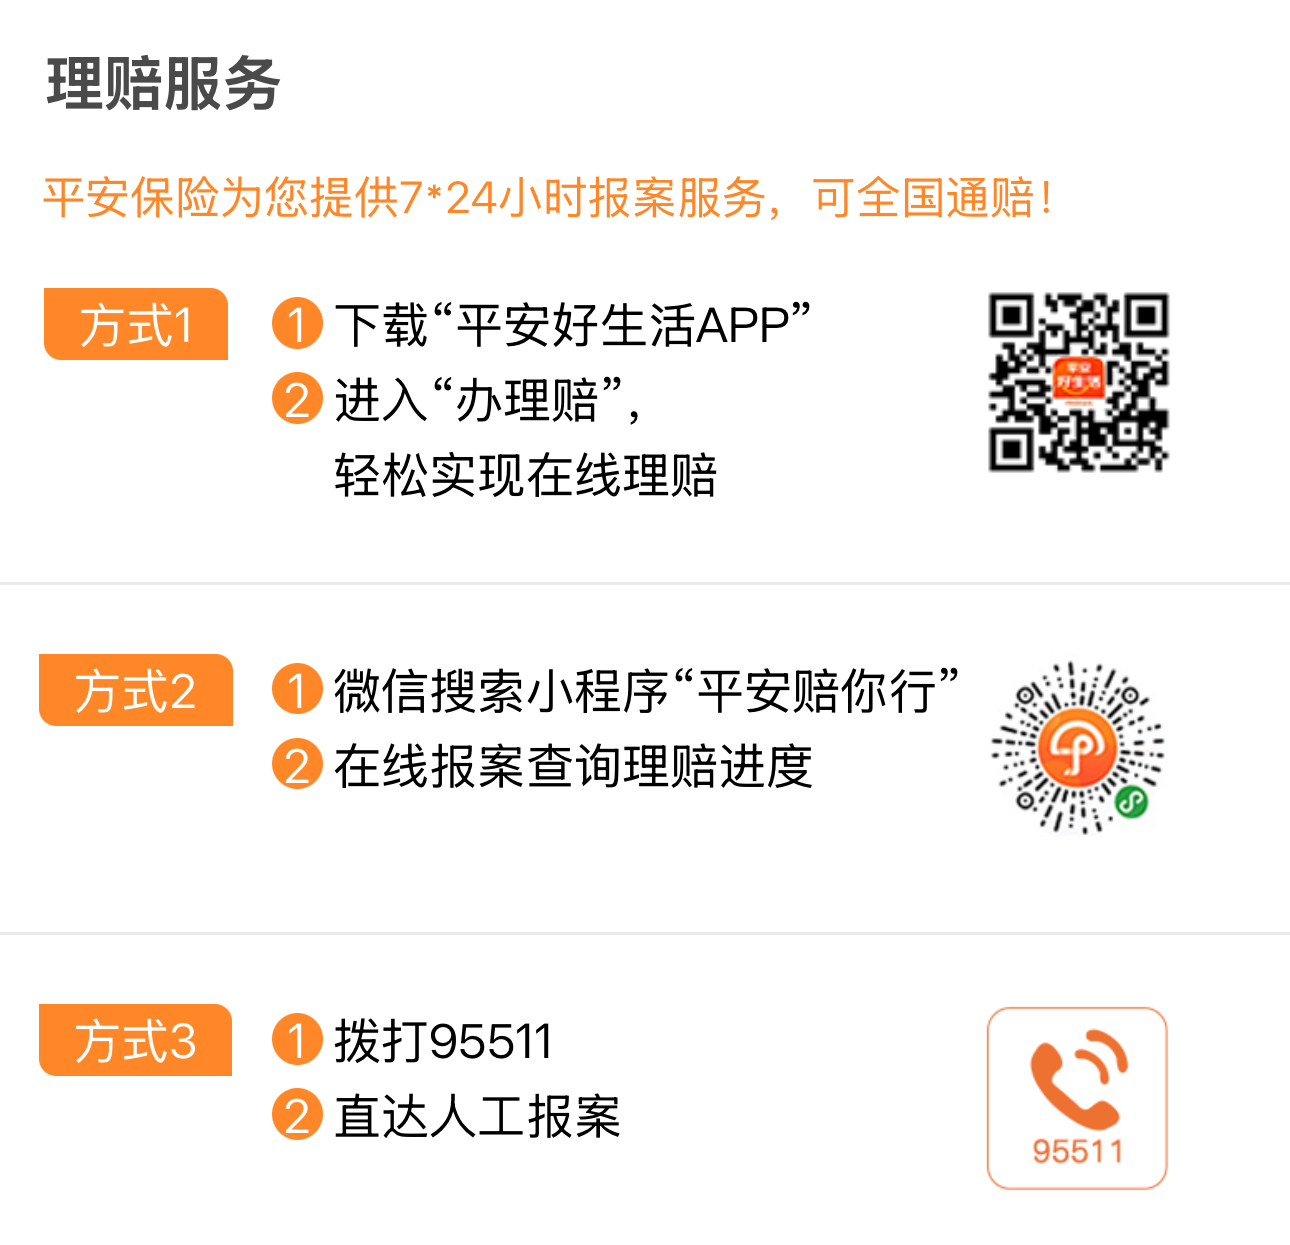 理赔服务
平安保险为您提供7*24小时报案服务，可全国通赔！
方式1
1 下载“平安好生活APP”
2 进入“办理赔”，
轻松实现在线理赔
平安
好生活
方式2
1 微信搜索小程序“平安赔你行”
2 在线报案查询理赔进度
方式3
1 拨打95511
2 直达人工报案
95511